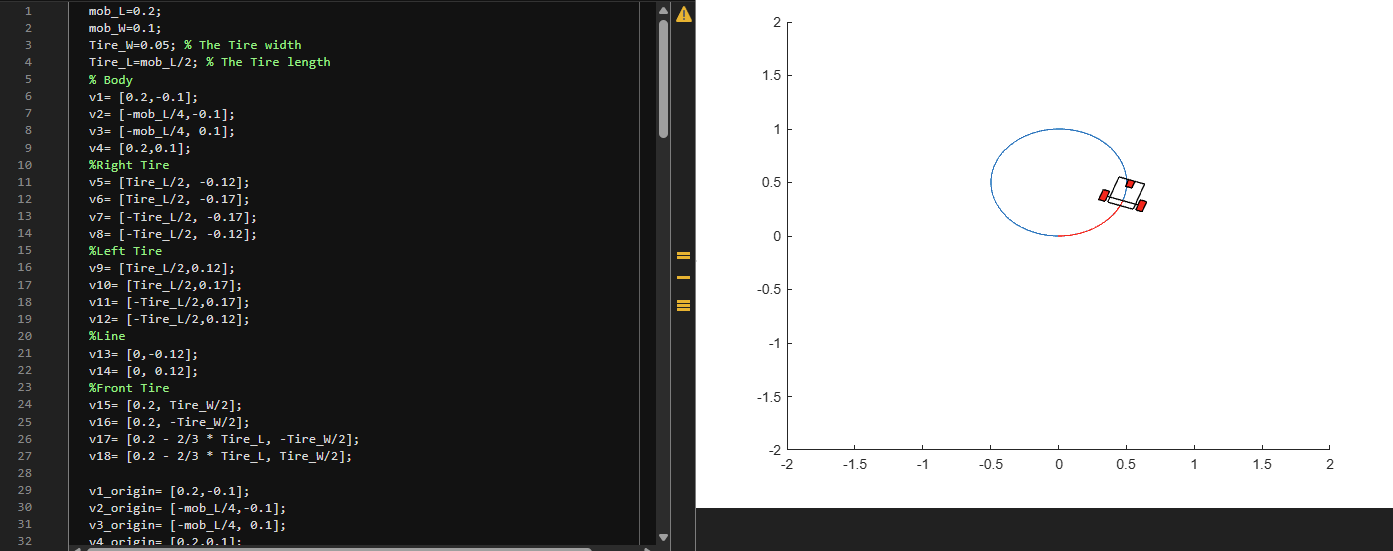 1 mob_L=0.2;
2 mob_W=0.1;
3 Tire_W=0.05; % The Tire width
4 Tire_L=mob_L/2; % The Tire length
5 % Body
6 v1= [0.2,-0.1];
7 v2= [-mob_L/4,-0.1];
8 v3= [-mob_L/4, 0.1];
9 v4= [0.2,0.1];
10 %Right Tire
11 v5= [Tire_L/2, -0.12];
12 v6= [Tire_L/2, -0.17];
13 v7= [-Tire_L/2, -0.17];
14 v8= [-Tire_L/2, -0.12];
15 %Left Tire
16 v9= [Tire_L/2,0.12];
17 v10= [Tire_L/2,0.17];
18 v11= [-Tire_L/2,0.17];
19 v12= [-Tire_L/2,0.12];
20 %Line
21 v13= [0,-0.12];
22 v14= [0, 0.12];
23 %Front Tire
24 v15= [0.2, Tire_W/2];
25 v16= [0.2, -Tire_W/2];
26 v17= [0.2 - 2/3 * Tire_L, -Tire_W/2];
27 v18= [0.2 - 2/3 * Tire_L, Tire_W/2];
28
29 v1_origin= [0.2,-0.1];
30 v2_origin= [-mob_L/4,-0.1];
31 v3_origin= [-mob_L/4, 0.1];
32 v4_origin= [0.2,0.1];
2
1.5
1
0.5
0
-0.5
-1
-1.5
-2
-2 -1.5 -1 -0.5 0 0.5 1 1.5 2